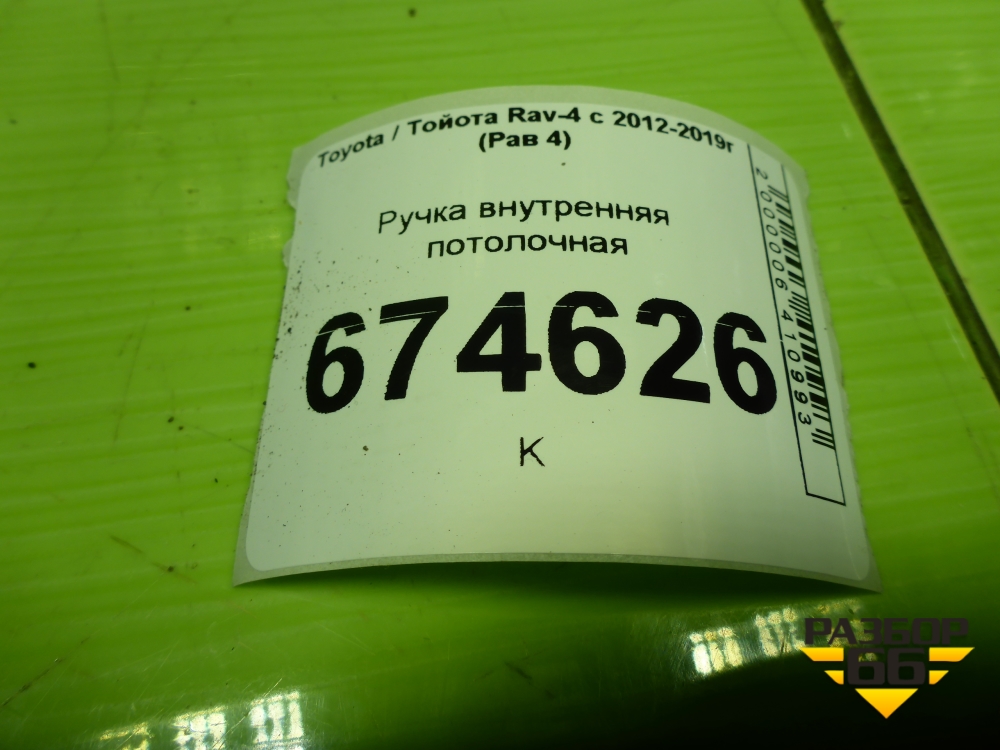 Toyota / Тойота Rav-4 с 2012-2019г
(Рав 4)
Ручка внутренняя
потолочная
674626
К
2000006410993
РАЗБОР
66